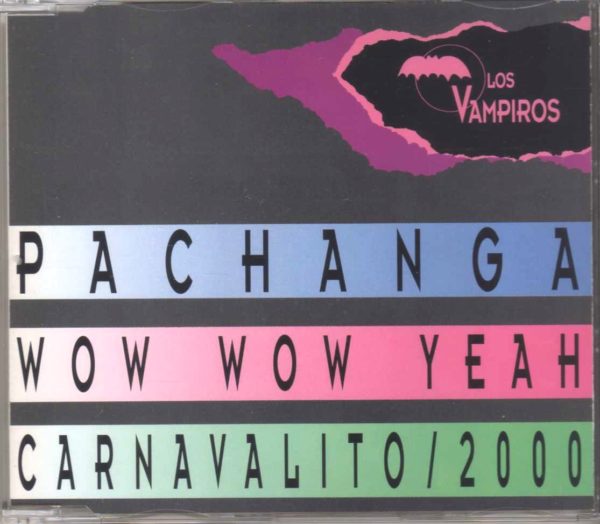 LOS
VAMPIROS
PACHANGA
WOW WOW YEAH
CARNAVALITO/2000